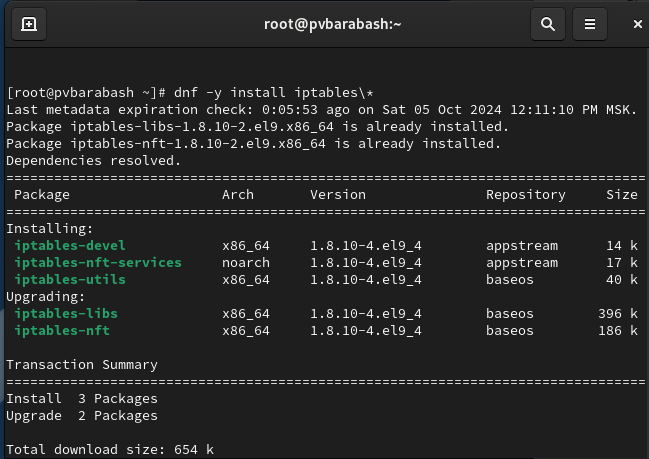 root@pvbarabash:~
[root@pvbarabash ~]# dnf -y install iptables\*
Last metadata expiration check: 0:05:53 ago on Sat 05 Oct 2024 12:11:10 PM MSK.
Package iptables-libs-1.8.10-2.el9.x86_64 is already installed.
Package iptables-nft-1.8.10-2.el9.x86_64 is already installed.
Dependencies resolved.
================================================================================
 Package                   Arch       Version               Repository     Size
================================================================================
Installing:
 iptables-devel            x86_64     1.8.10-4.el9_4        appstream      14 k
 iptables-nft-services     noarch     1.8.10-4.el9_4        appstream      17 k
 iptables-utils            x86_64     1.8.10-4.el9_4        baseos         40 k
Upgrading:
 iptables-libs             x86_64     1.8.10-4.el9_4        baseos        396 k
 iptables-nft              x86_64     1.8.10-4.el9_4        baseos        186 k
Transaction Summary
================================================================================
Install  3 Packages
Upgrade  2 Packages
Total download size: 654 k